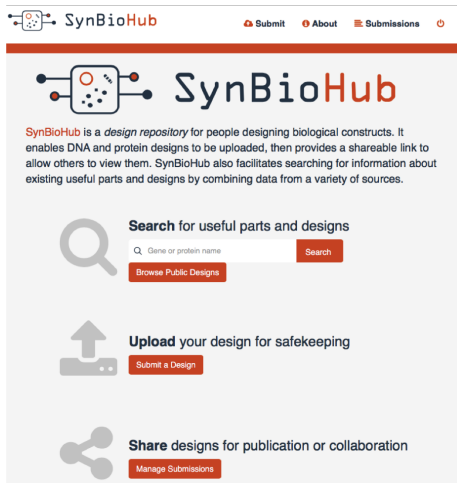 SynBioHub
Submit About Submissions
SynBioHub
SynBioHub is a design repository for people designing biological constructs. It
enables DNA and protein designs to be uploaded, then provides a shareable link to
allow others to view them. SynBioHub also facilitates searching for information about
existing useful parts and designs by combining data from a variety of sources.
Search for useful parts and designs
Gene or protein name Search
Browse Public Designs
Upload your design for safekeeping
Submit a Design
Share designs for publication or collaboration
Manage Submissions